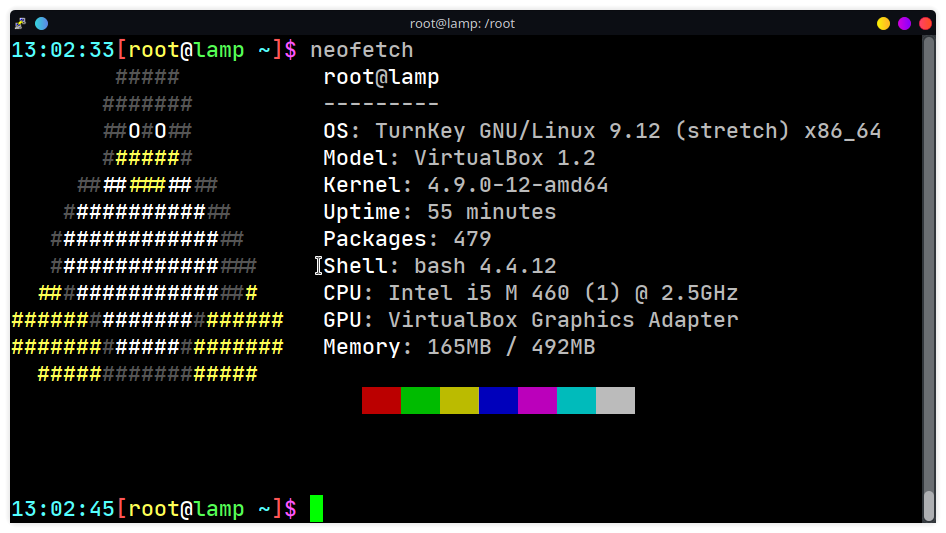 root@lamp: /root
13:02:33[root@lamp ~]$ neofetch
        #####           root@lamp
       #######          ---------
       ##O#O##          OS: TurnKey GNU/Linux 9.12 (stretch) x86_64
       #######          Model: VirtualBox 1.2
     ###########        Kernel: 4.9.0-12-amd64
    #############       Uptime: 55 minutes
   ###############      Packages: 479
   ################     Shell: bash 4.4.12
  #################     CPU: Intel i5 M 460 (1) @ 2.5GHz
#####################   GPU: VirtualBox Graphics Adapter
#####################   Memory: 165MB / 492MB
  #################
13:02:45[root@lamp ~]$